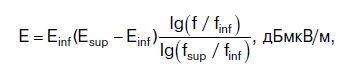 E = E_inf(E_sup − E_inf) lg(f / f_inf) / lg(f_sup / f_inf), дБмкВ/м,